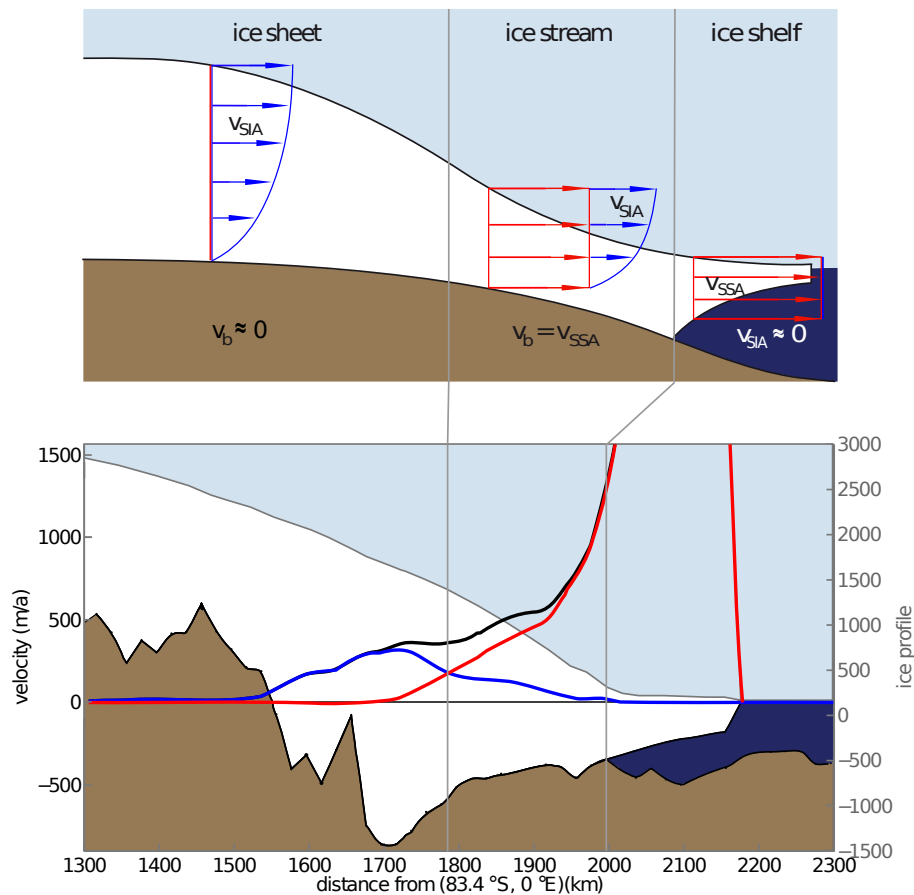 ice sheet ice stream ice shelf
vSIA
vSIA
vSSA
vb ≈ 0 vb = vSSA vSIA ≈ 0
1500 3000
2500
1000 2000
1500
500 1000
500
0 0
−500 −500
−1000
−1500
velocity (m/a)
ice profile
1300 1400 1500 1600 1700 1800 1900 2000 2100 2200 2300
distance from (83.4 °S, 0 °E)(km)